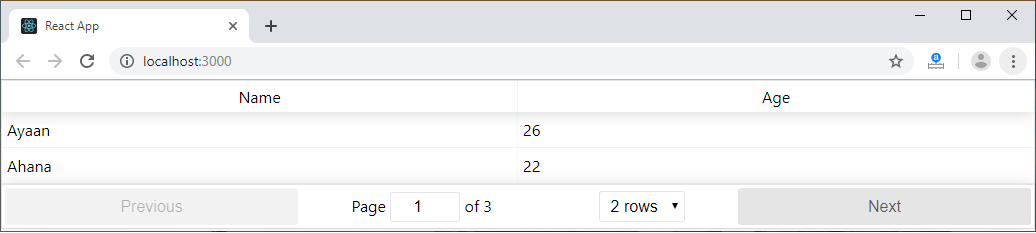 React App
localhost:3000
Name Age
Ayaan 26
Ahana 22
Previous Page 1 of 3 2 rows Next